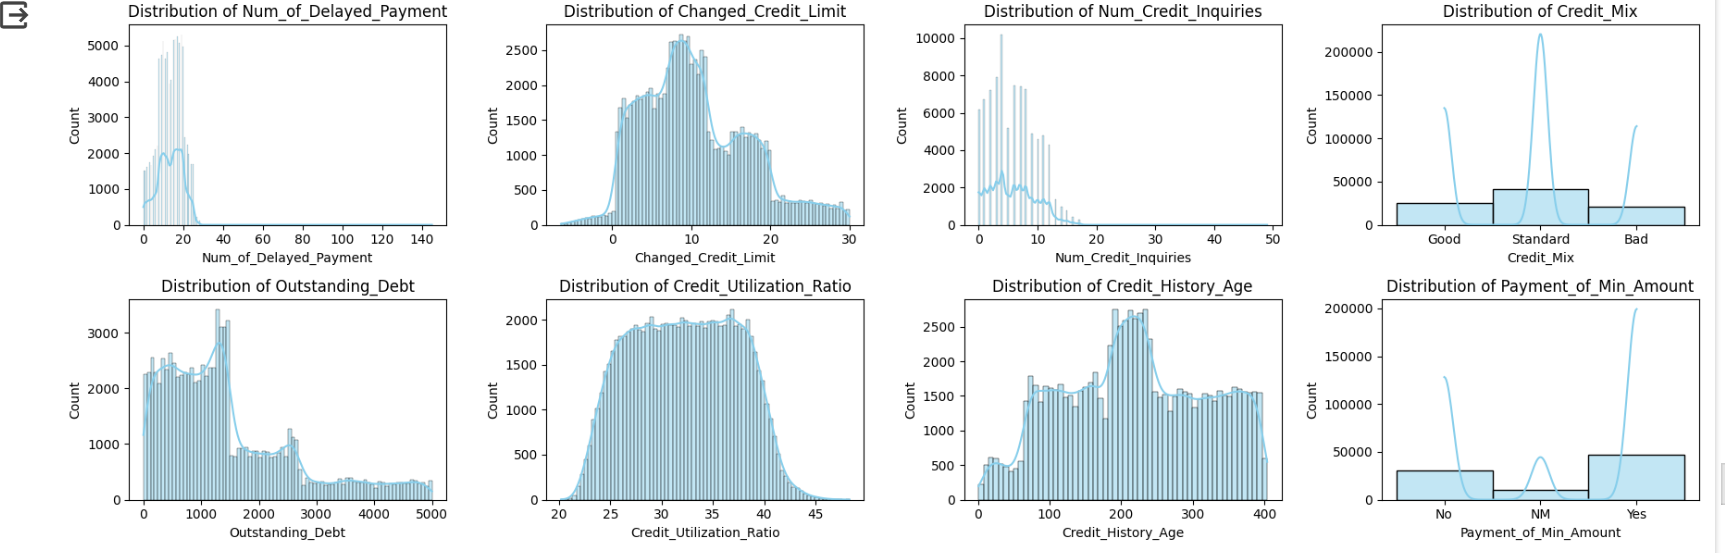 Distribution of Num_of_Delayed_Payment
5000
4000
3000
2000
1000
0
Count
0 20 40 60 80 100 120 140
Num_of_Delayed_Payment
Distribution of Changed_Credit_Limit
2500
2000
1500
1000
500
0
Count
0 10 20 30
Changed_Credit_Limit
Distribution of Num_Credit_Inquiries
10000
8000
6000
4000
2000
0
Count
0 10 20 30 40 50
Num_Credit_Inquiries
Distribution of Credit_Mix
200000
150000
100000
50000
0
Count
Good Standard Bad
Credit_Mix
Distribution of Outstanding_Debt
3000
2000
1000
0
Count
0 1000 2000 3000 4000 5000
Outstanding_Debt
Distribution of Credit_Utilization_Ratio
2000
1500
1000
500
0
Count
20 25 30 35 40 45
Credit_Utilization_Ratio
Distribution of Credit_History_Age
2500
2000
1500
1000
500
0
Count
0 100 200 300 400
Credit_History_Age
Distribution of Payment_of_Min_Amount
200000
150000
100000
50000
0
Count
No NM Yes
Payment_of_Min_Amount